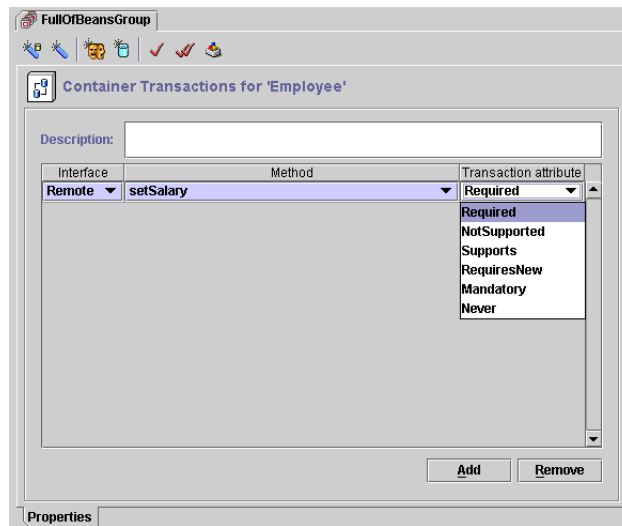 FullOfBeansGroup
Container Transactions for 'Employee'
Description:
Interface Method Transaction attribute
Remote setSalary Required
Required
NotSupported
Supports
RequiresNew
Mandatory
Never
Add Remove
Properties